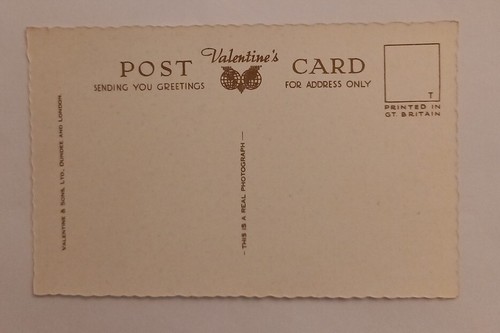 POST Valentine's CARD
SENDING YOU GREETINGS
FOR ADDRESS ONLY
T
PRINTED IN
GT. BRITAIN
VALENTINE & SONS, LTD., DUNDEE AND LONDON
- THIS IS A REAL PHOTOGRAPH -